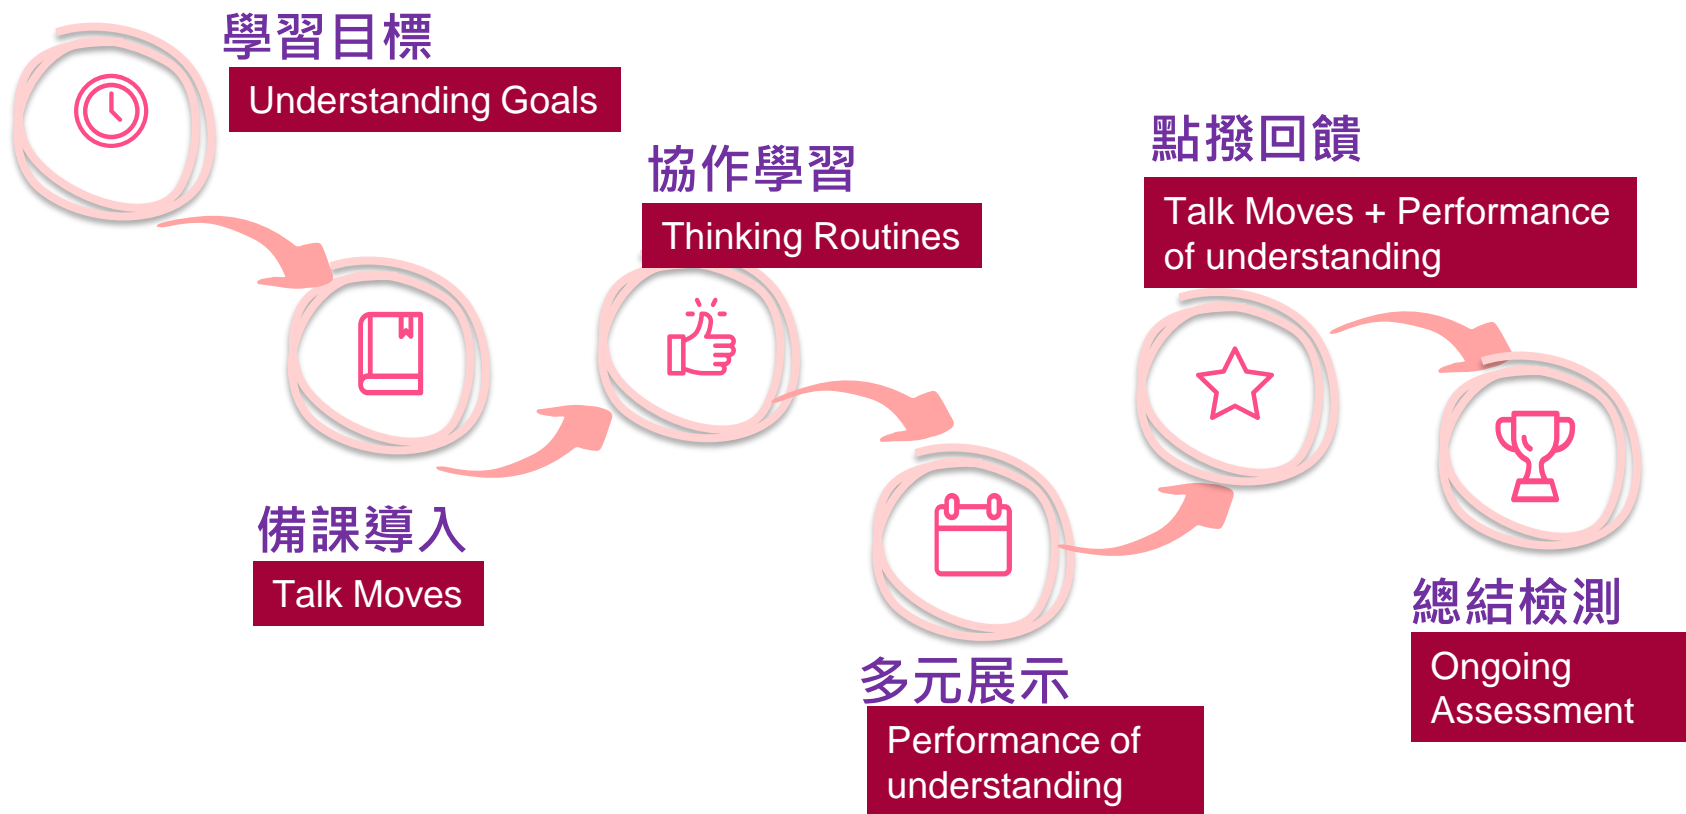 學習目標
Understanding Goals
備課導入
Talk Moves
協作學習
Thinking Routines
多元展示
Performance of
understanding
點撥回饋
Talk Moves + Performance
of understanding
總結檢測
Ongoing
Assessment